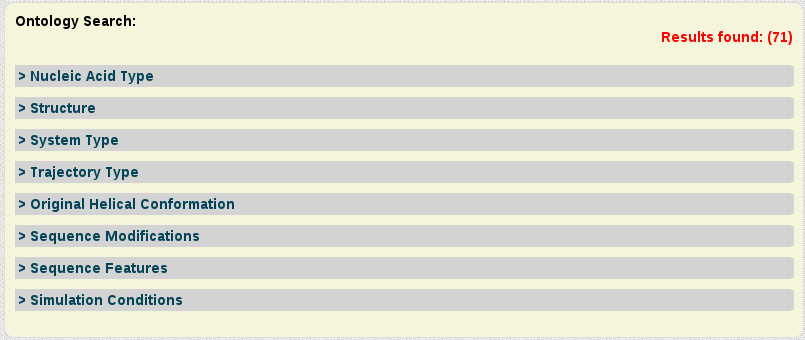 Ontology Search:
Results found: (71)
> Nucleic Acid Type
> Structure
> System Type
> Trajectory Type
> Original Helical Conformation
> Sequence Modifications
> Sequence Features
> Simulation Conditions